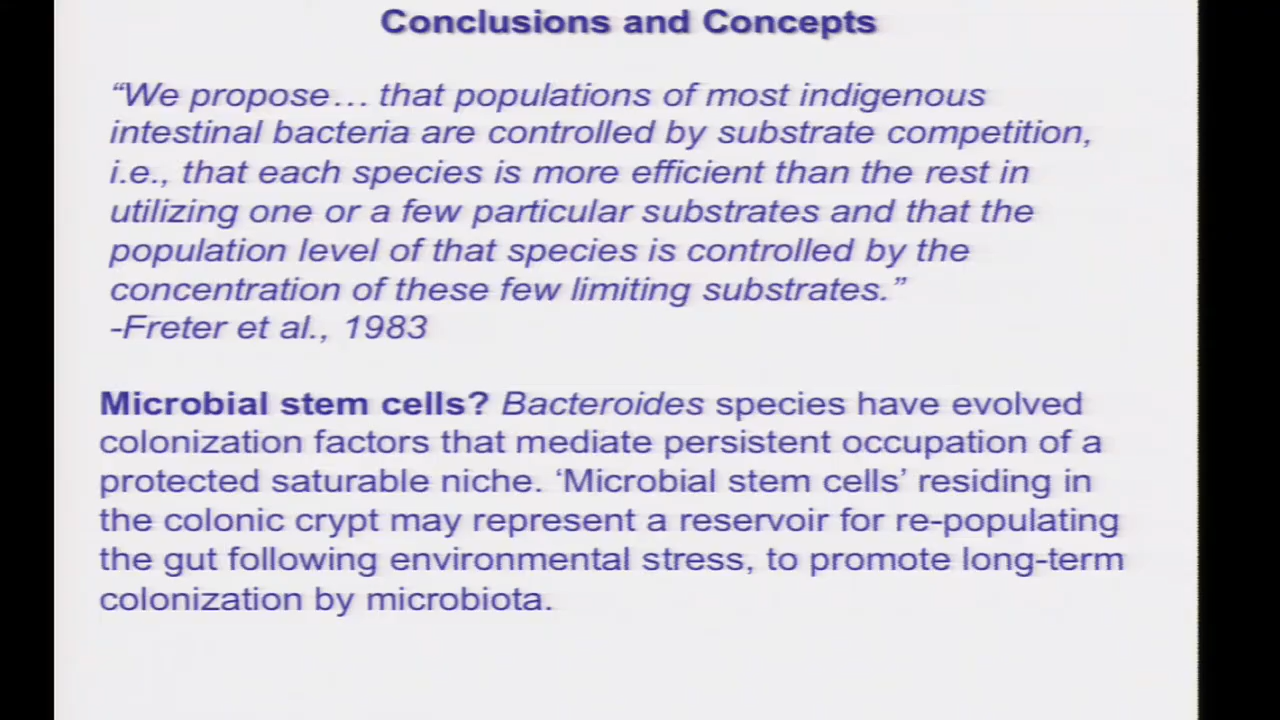 Conclusions and Concepts
“We propose… that populations of most indigenous
intestinal bacteria are controlled by substrate competition,
i.e., that each species is more efficient than the rest in
utilizing one or a few particular substrates and that the
population level of that species is controlled by the
concentration of these few limiting substrates.”
-Freter et al., 1983
Microbial stem cells? Bacteroides species have evolved
colonization factors that mediate persistent occupation of a
protected saturable niche. ‘Microbial stem cells’ residing in
the colonic crypt may represent a reservoir for re-populating
the gut following environmental stress, to promote long-term
colonization by microbiota.